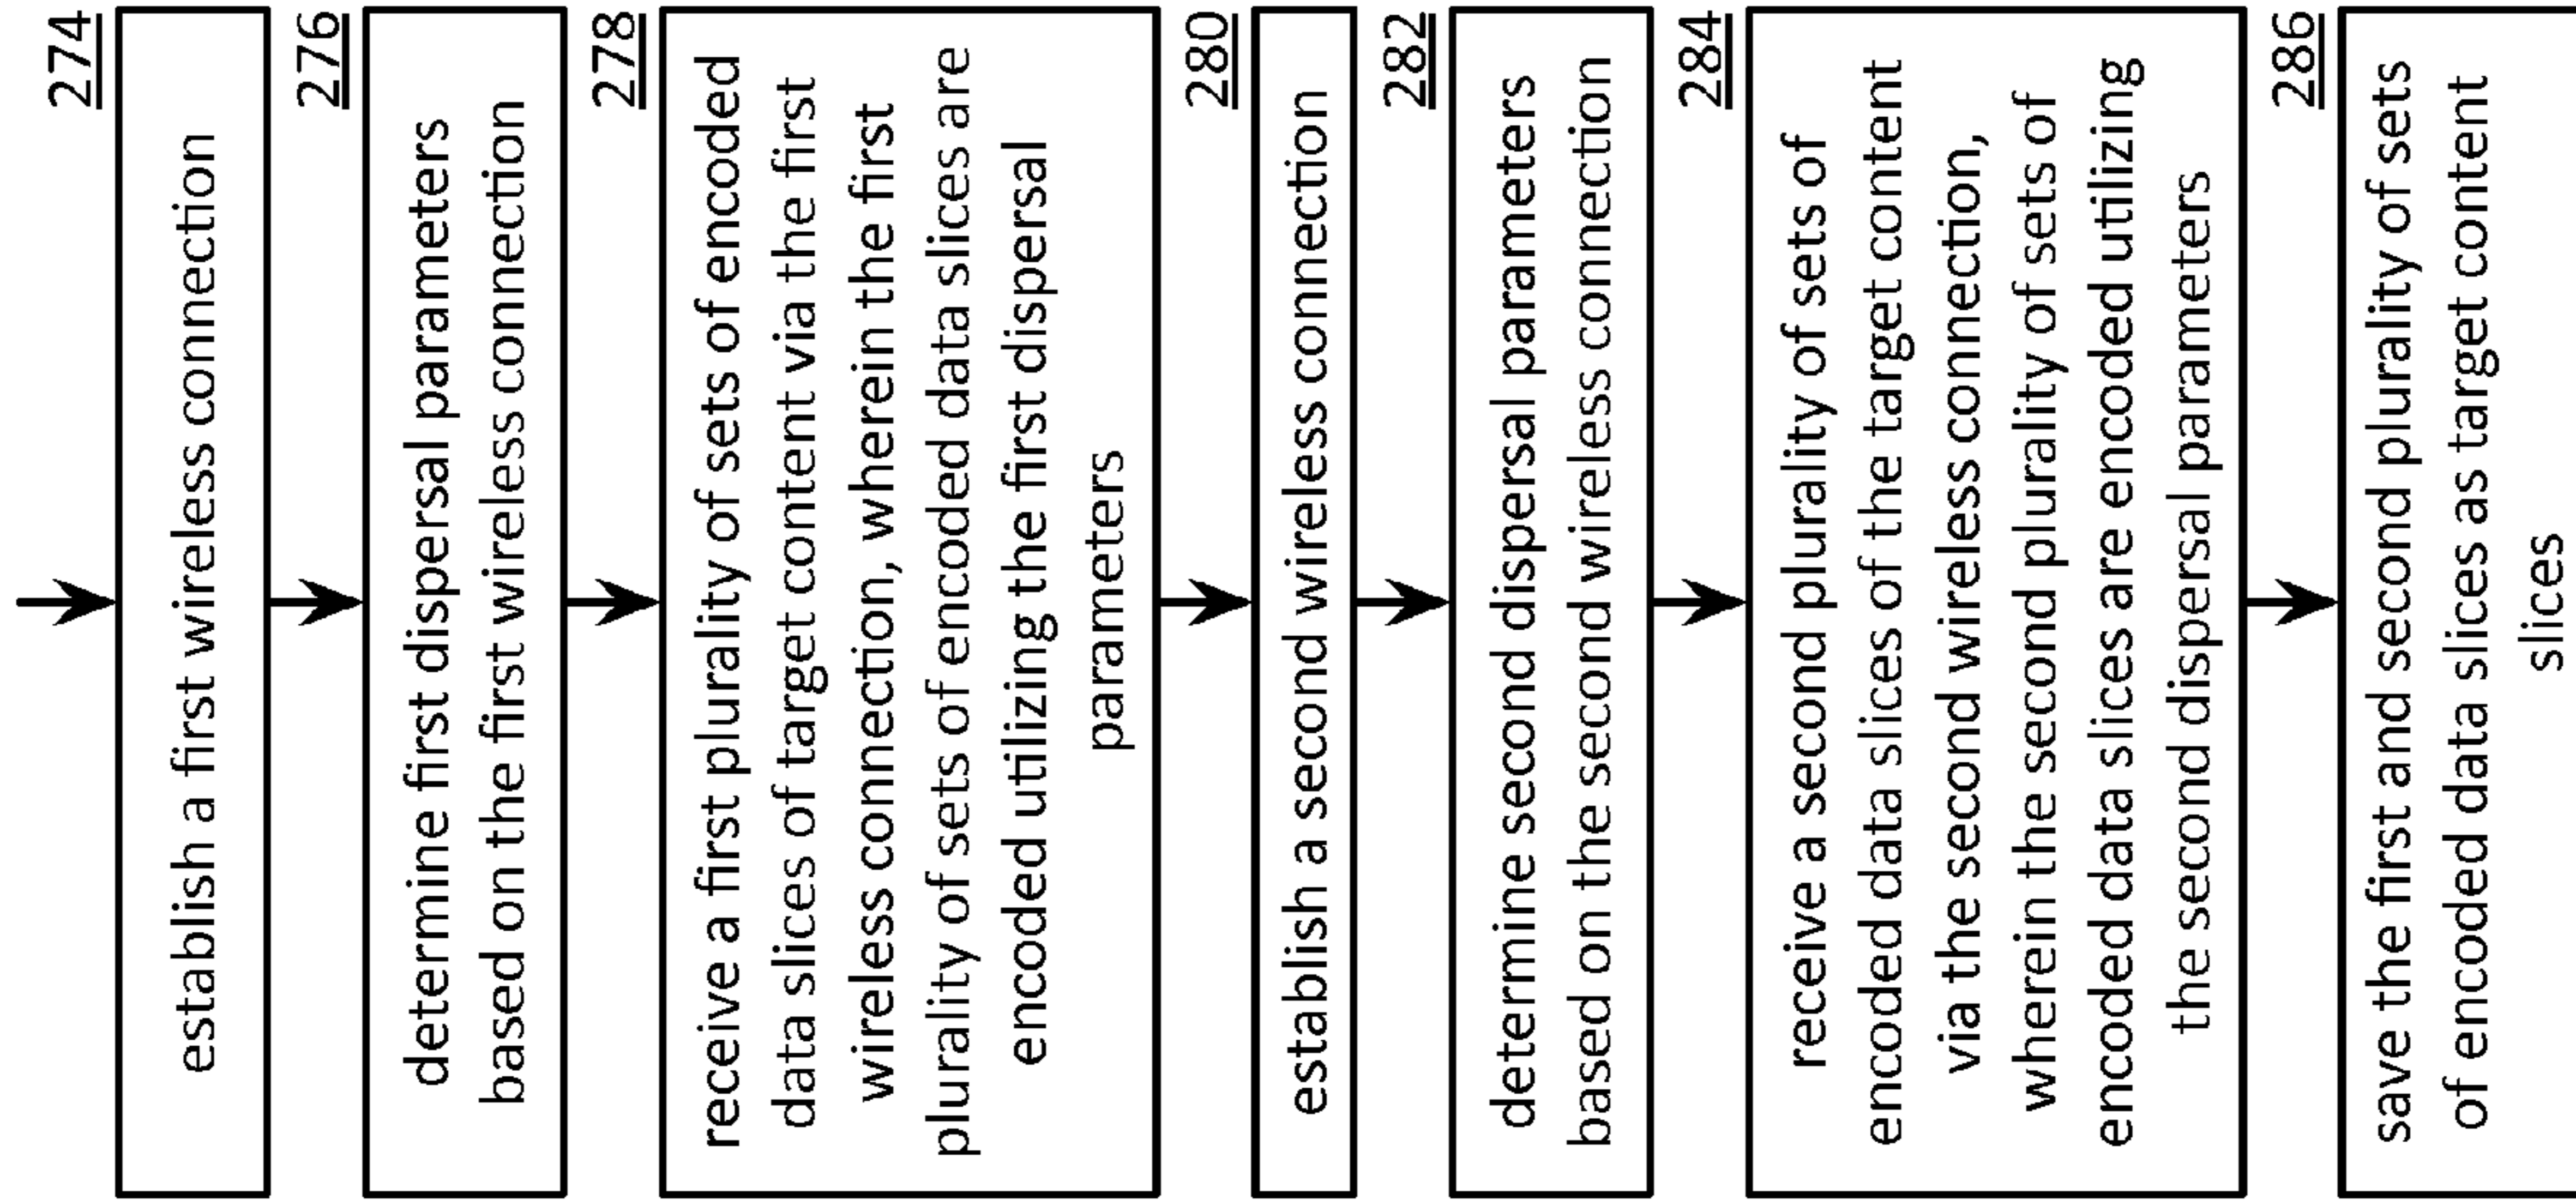 274
establish a first wireless connection
276
determine first dispersal parameters
based on the first wireless connection
278
receive a first plurality of sets of encoded
data slices of target content via the first
wireless connection, wherein the first
plurality of sets of encoded data slices are
encoded utilizing the first dispersal
parameters
280
establish a second wireless connection
282
determine second dispersal parameters
based on the second wireless connection
284
receive a second plurality of sets of
encoded data slices of the target content
via the second wireless connection,
wherein the second plurality of sets of
encoded data slices are encoded utilizing
the second dispersal parameters
286
save the first and second plurality of sets
of encoded data slices as target content
slices